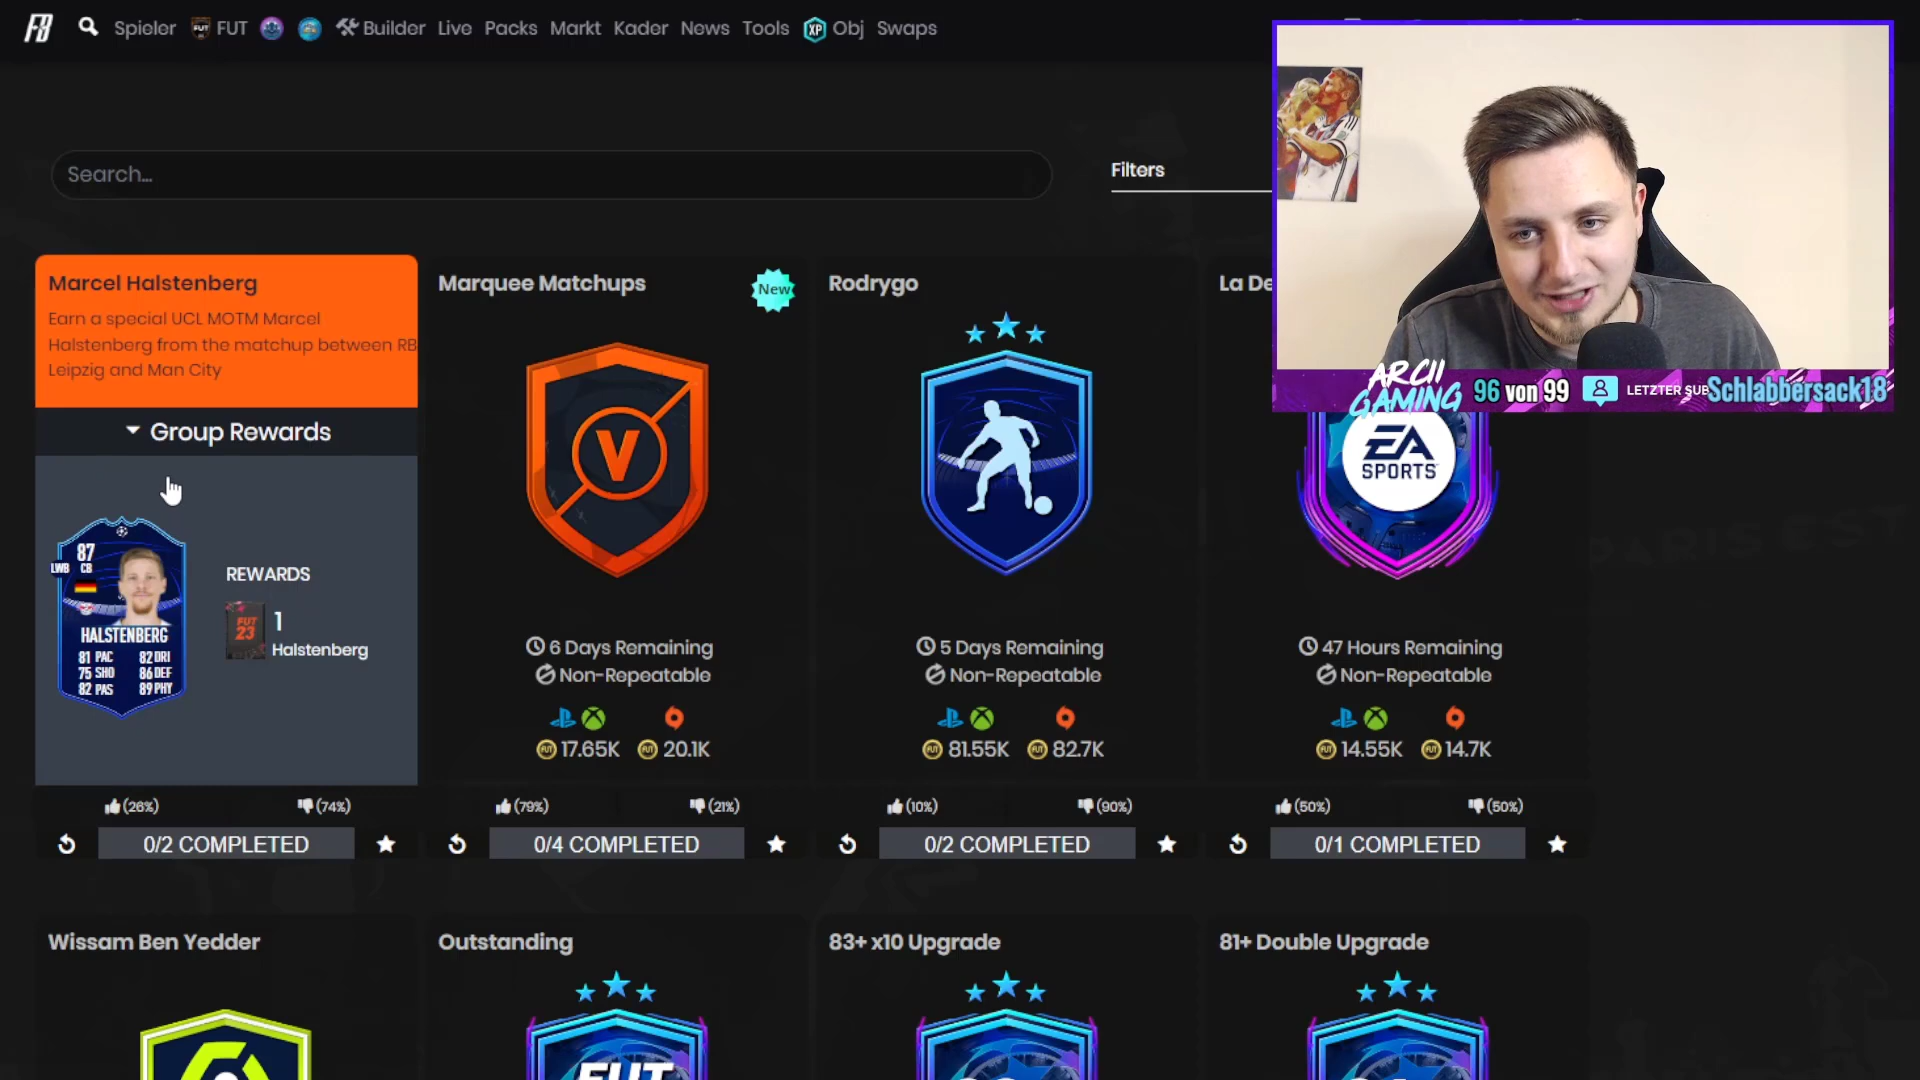 F8
Spieler
FUT
Builder
Live
Packs
Markt
Kader
News
Tools
XP
Obj
Swaps
Search...
Filters
ARCII
GAMING
96 von 99
LETZTER SUB
Schlabbersack18
Marcel Halstenberg
Earn a special UCL MOTM Marcel
Halstenberg from the matchup between RB
Leipzig and Man City
Group Rewards
87
LWB CB
HALSTENBERG
81 PAC 82 DRI
75 SHO 86 DEF
82 PAS 89 PHY
REWARDS
FUT
23
1
Halstenberg
(26%) (74%)
0/2 COMPLETED
Marquee Matchups
New
V
6 Days Remaining
Non-Repeatable
17.65K 20.1K
(79%) (21%)
0/4 COMPLETED
Rodrygo
5 Days Remaining
Non-Repeatable
81.55K 82.7K
(10%) (90%)
0/2 COMPLETED
La De
EA
SPORTS
47 Hours Remaining
Non-Repeatable
14.55K 14.7K
(50%) (50%)
0/1 COMPLETED
Wissam Ben Yedder
Outstanding
FUT
83+ x10 Upgrade
81+ Double Upgrade